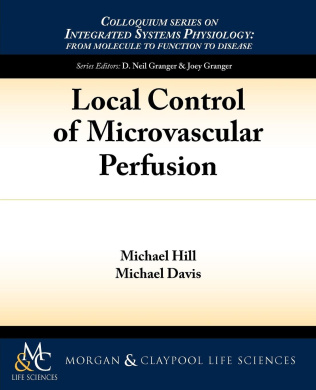 COLLOQUIUM SERIES ON
INTEGRATED SYSTEMS PHYSIOLOGY:
FROM MOLECULE TO FUNCTION TO DISEASE
Series Editors: D. Neil Granger & Joey Granger
Local Control
of Microvascular
Perfusion
Michael Hill
Michael Davis
M&C
LIFE SCIENCES
MORGAN & CLAYPOOL LIFE SCIENCES